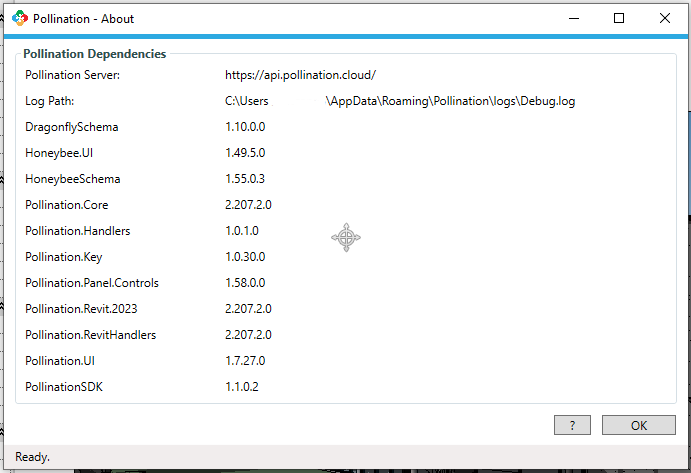 Pollination - About
Pollination Dependencies
Pollination Server: https://api.pollination.cloud/
Log Path: C:\Users \AppData\Roaming\Pollination\logs\Debug.log
DragonflySchema 1.10.0.0
Honeybee.UI 1.49.5.0
HoneybeeSchema 1.55.0.3
Pollination.Core 2.207.2.0
Pollination.Handlers 1.0.1.0
Pollination.Key 1.0.30.0
Pollination.Panel.Controls 1.58.0.0
Pollination.Revit.2023 2.207.2.0
Pollination.RevitHandlers 2.207.2.0
Pollination.UI 1.7.27.0
PollinationSDK 1.1.0.2
? OK
Ready.